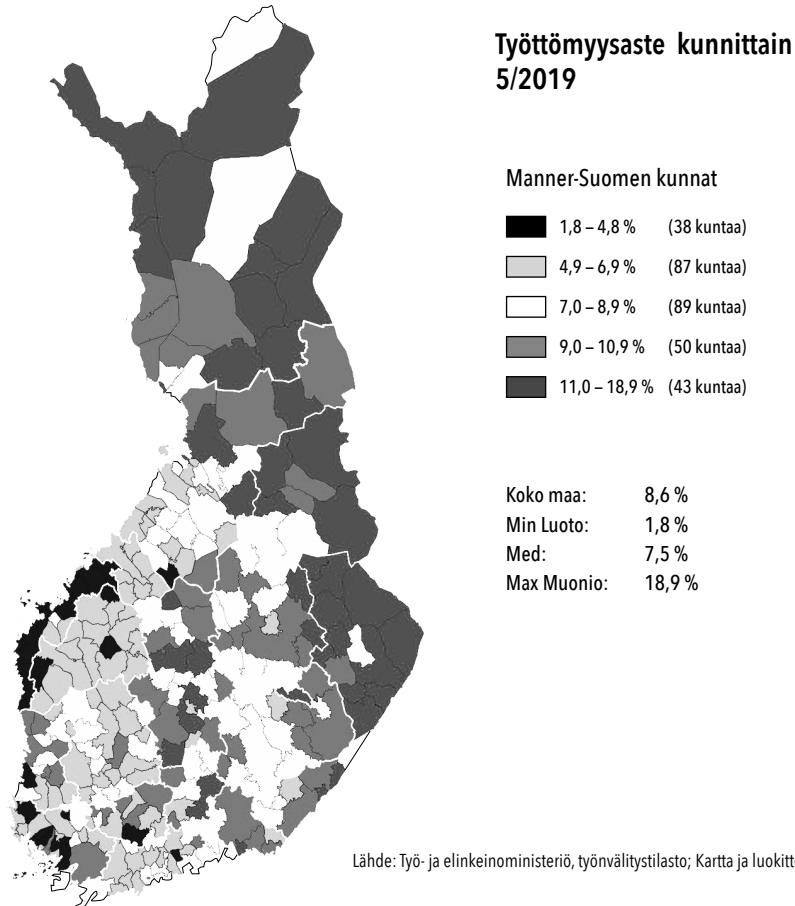 Työttömyysaste kunnittain
5/2019
Manner-Suomen kunnat
1,8 – 4,8 % (38 kuntaa)
4,9 – 6,9 % (87 kuntaa)
7,0 – 8,9 % (89 kuntaa)
9,0 – 10,9 % (50 kuntaa)
11,0 – 18,9 % (43 kuntaa)
Koko maa: 8,6 %
Min Luoto: 1,8 %
Med: 7,5 %
Max Muonio: 18,9 %
Lähde: Työ- ja elinkeinoministeriö, työnvälitystilasto; Kartta ja luokitt